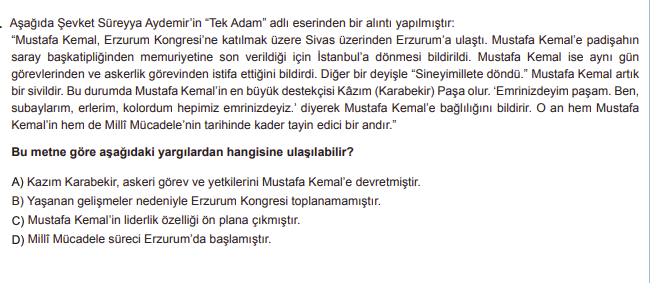 . Aşağıda Şevket Süreyya Aydemir’in “Tek Adam” adlı eserinden bir alıntı yapılmıştır:
“Mustafa Kemal, Erzurum Kongresi’ne katılmak üzere Sivas üzerinden Erzurum’a ulaştı. Mustafa Kemal’e padişahın
saray başkatipliğinden memuriyetine son verildiği için İstanbul’a dönmesi bildirildi. Mustafa Kemal ise aynı gün
görevlerinden ve askerlik görevinden istifa ettiğini bildirdi. Diğer bir deyişle “Sineyimillete döndü.” Mustafa Kemal artık
bir sivildir. Bu durumda Mustafa Kemal’in en büyük destekçisi Kâzım (Karabekir) Paşa olur. ‘Emrinizdeyim paşam. Ben,
subaylarım, erlerim, kolordum hepimiz emrinizdeyiz.’ diyerek Mustafa Kemal’e bağlılığını bildirir. O an hem Mustafa
Kemal’in hem de Millî Mücadele’nin tarihinde kader tayin edici bir andır.”
Bu metne göre aşağıdaki yargılardan hangisine ulaşılabilir?
A) Kazım Karabekir, askeri görev ve yetkilerini Mustafa Kemal’e devretmiştir.
B) Yaşanan gelişmeler nedeniyle Erzurum Kongresi toplanamamıştır.
C) Mustafa Kemal’in liderlik özelliği ön plana çıkmıştır.
D) Millî Mücadele süreci Erzurum’da başlamıştır.